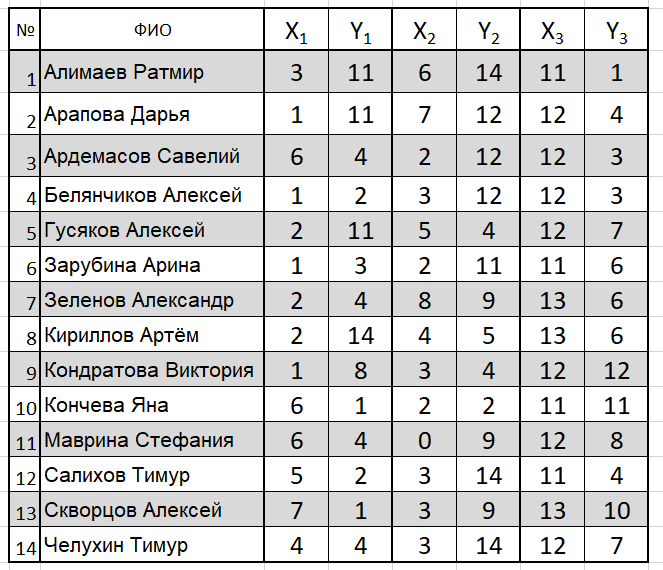 № ФИО X₁ Y₁ X₂ Y₂ X₃ Y₃
1 Алимаев Ратмир 3 11 6 14 11 1
2 Арапова Дарья 1 11 7 12 12 4
3 Ардемасов Савелий 6 4 2 12 12 3
4 Белянчиков Алексей 1 2 3 12 12 3
5 Гусяков Алексей 2 11 5 4 12 7
6 Зарубина Арина 1 3 2 11 11 6
7 Зеленов Александр 2 4 8 9 13 6
8 Кириллов Артём 2 14 4 5 13 6
9 Кондратова Виктория 1 8 3 4 12 12
10 Кончева Яна 6 1 2 2 11 11
11 Маврина Стефания 6 4 0 9 12 8
12 Салихов Тимур 5 2 3 14 11 4
13 Скворцов Алексей 7 1 3 9 13 10
14 Челухин Тимур 4 4 3 14 12 7